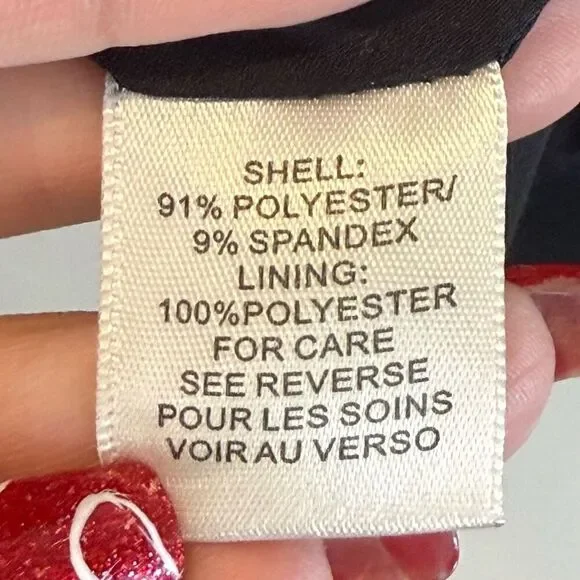 SHELL:
91% POLYESTER/
9% SPANDEX
LINING:
100%POLYESTER
FOR CARE
SEE REVERSE
POUR LES SOINS
VOIR AU VERSO